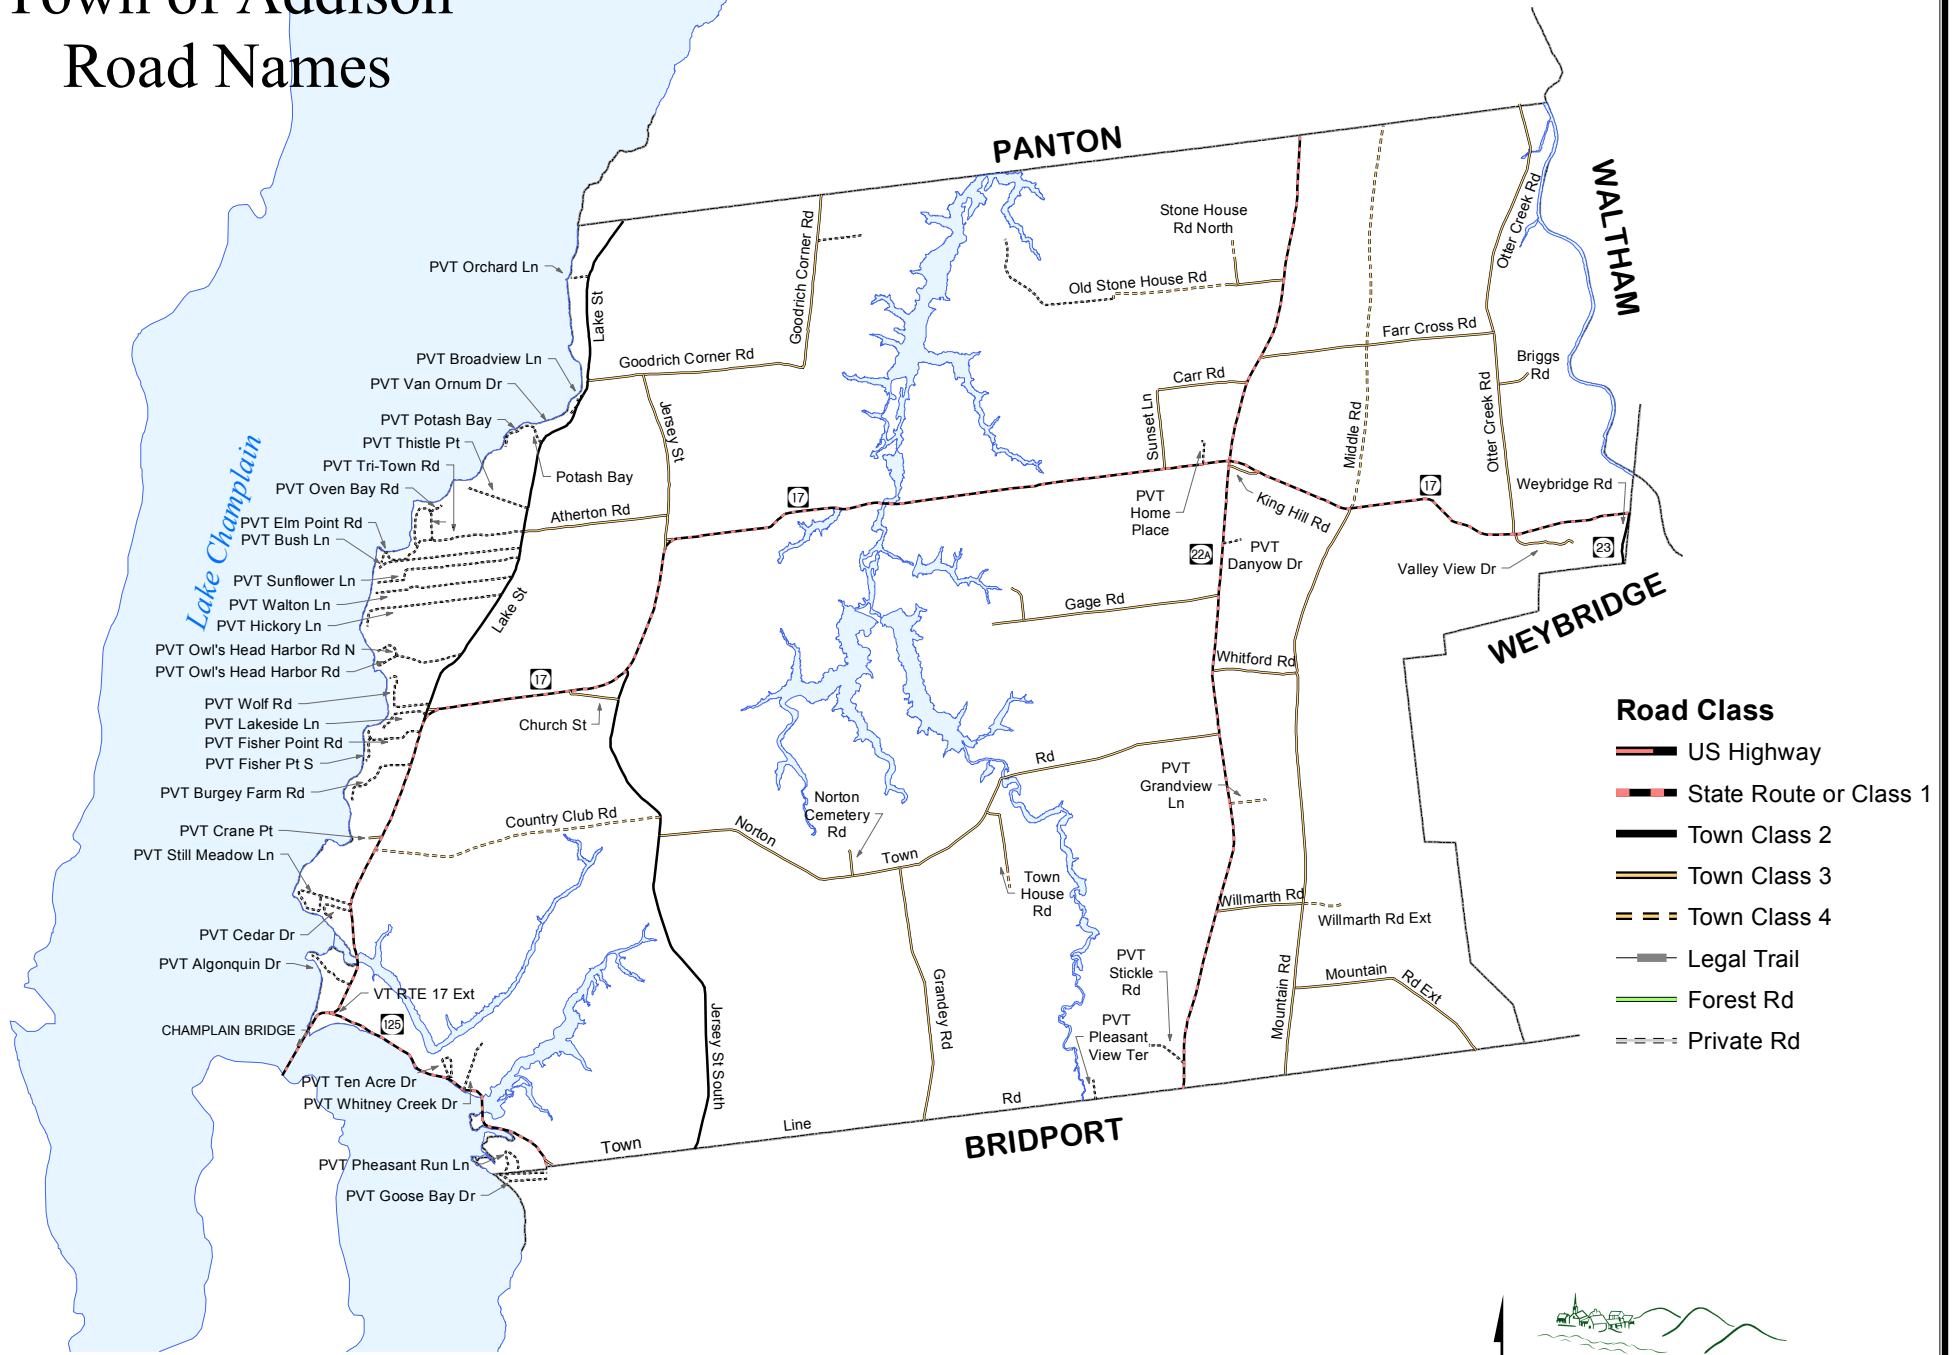 Town of Addison
Road Names
PANTON
WALTHAM
WEYBRIDGE
BRIDPORT
Lake Champlain
Stone House
Rd North
Old Stone House Rd
Goodrich Corner Rd
Goodrich Corner Rd
Otter Creek Rd
Otter Creek Rd
Farr Cross Rd
Briggs
Rd
Carr Rd
Sunset Ln
Middle Rd
Lake St
Lake St
Jersey St
PVT Orchard Ln
PVT Broadview Ln
PVT Van Ornum Dr
PVT Potash Bay
PVT Thistle Pt
PVT Tri-Town Rd
PVT Oven Bay Rd
PVT Elm Point Rd
PVT Bush Ln
PVT Sunflower Ln
PVT Walton Ln
PVT Hickory Ln
PVT Owl's Head Harbor Rd N
PVT Owl's Head Harbor Rd
PVT Wolf Rd
PVT Lakeside Ln
PVT Fisher Point Rd
PVT Fisher Pt S
PVT Burgey Farm Rd
PVT Crane Pt
PVT Still Meadow Ln
PVT Cedar Dr
PVT Algonquin Dr
VT RTE 17 Ext
CHAMPLAIN BRIDGE
125
PVT Ten Acre Dr
PVT Whitney Creek Dr
PVT Pheasant Run Ln
PVT Goose Bay Dr
Potash Bay
Atherton Rd
17
17
17
PVT
Home
Place
King Hill Rd
22A
PVT
Danyow Dr
Weybridge Rd
23
Valley View Dr
Gage Rd
Whitford Rd
Church St
Country Club Rd
Norton
Town
Rd
Norton
Cemetery
Rd
Town
House
Rd
PVT
Grandview
Ln
Willmarth Rd
Willmarth Rd Ext
PVT
Stickle
Rd
PVT
Pleasant
View Ter
Mountain Rd
Mountain
Rd Ext
Grandey Rd
Jersey St South
Town
Line
Rd
Road Class
US Highway
State Route or Class 1
Town Class 2
Town Class 3
Town Class 4
Legal Trail
Forest Rd
Private Rd